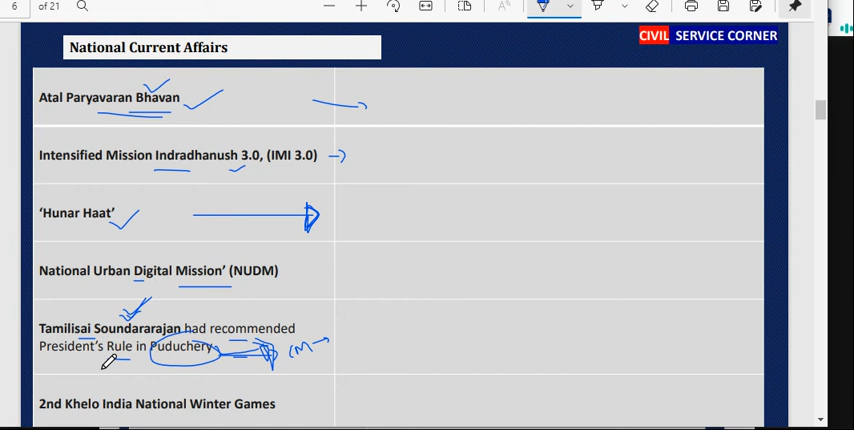 6 of 21
National Current Affairs
CIVIL SERVICE CORNER
Atal Paryavaran Bhavan
Intensified Mission Indradhanush 3.0, (IMI 3.0)
‘Hunar Haat’
National Urban Digital Mission’ (NUDM)
Tamilisai Soundararajan had recommended
President’s Rule in Puducherry
CM
2nd Khelo India National Winter Games